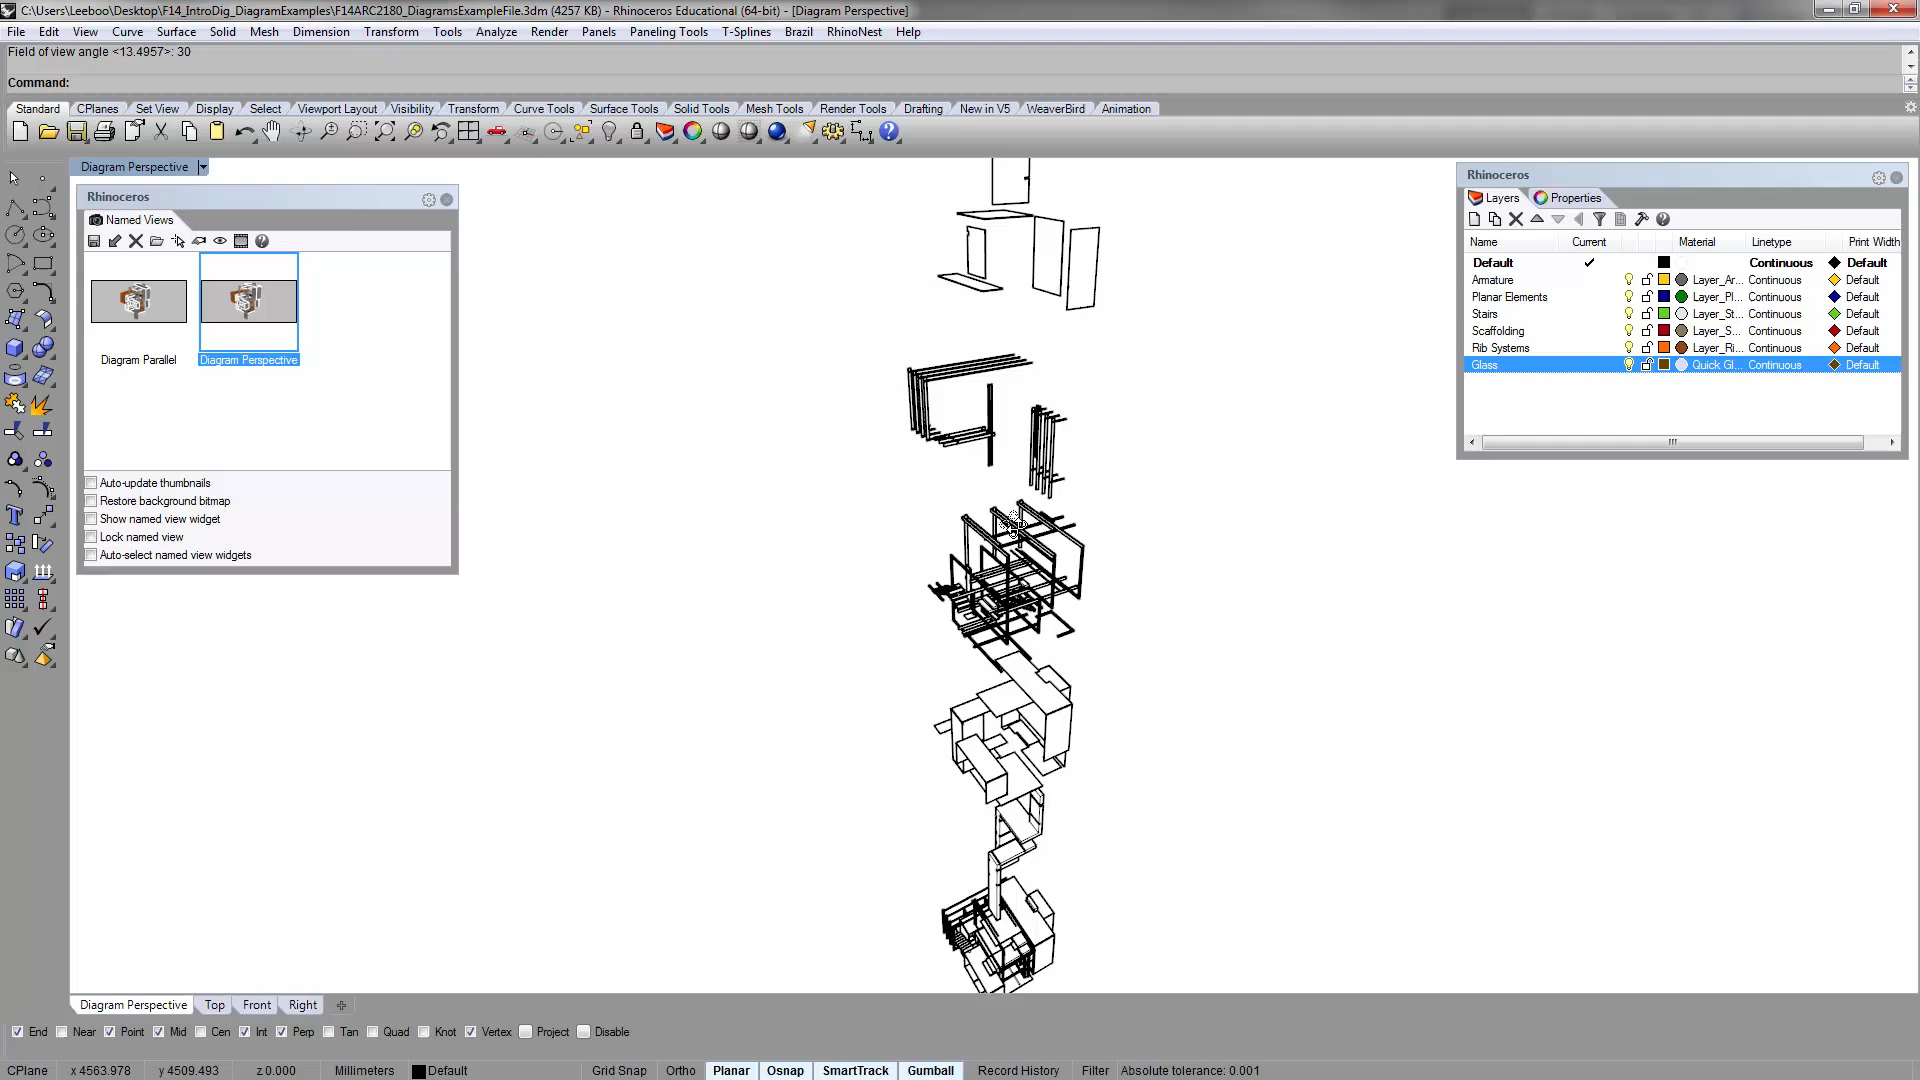 C:\Users\Leeboo\Desktop\F14_IntroDig_DiagramExamples\F14ARC2180_DiagramsExampleFile.3dm (4257 KB) - Rhinoceros Educational (64-bit) - [Diagram Perspective]
File Edit View Curve Surface Solid Mesh Dimension Transform Tools Analyze Render Panels Paneling Tools T-Splines Brazil RhinoNest Help
Field of view angle <13.4957>: 30
Command:
Standard CPlanes Set View Display Select Viewport Layout Visibility Transform Curve Tools Surface Tools Solid Tools Mesh Tools Render Tools Drafting New in V5 WeaverBird Animation
Diagram Perspective
Rhinoceros
Named Views
Diagram Parallel
Diagram Perspective
Auto-update thumbnails
Restore background bitmap
Show named view widget
Lock named view
Auto-select named view widgets
Rhinoceros
Layers Properties
Name Current Material Linetype Print Width
Default Continuous Default
Armature Layer_Ar... Continuous Default
Planar Elements Layer_Pl... Continuous Default
Stairs Layer_St... Continuous Default
Scaffolding Layer_S... Continuous Default
Rib Systems Layer_Ri... Continuous Default
Glass Quick Gl... Continuous Default
Diagram Perspective Top Front Right
End Near Point Mid Cen Int Perp Tan Quad Knot Vertex Project Disable
CPlane x 4563.978 y 4509.493 z 0.000 Millimeters Default Grid Snap Ortho Planar Osnap SmartTrack Gumball Record History Filter Absolute tolerance: 0.001